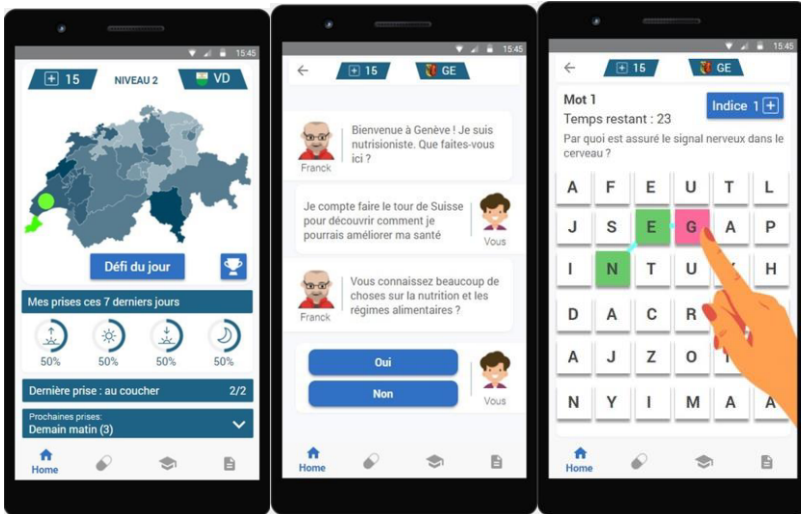 15:45
15
NIVEAU 2
VD
Défi du jour
Mes prises ces 7 derniers jours
50%
50%
50%
50%
Dernière prise : au coucher 2/2
Prochaines prises:
Demain matin (3)
Home
15:45
15
GE
Bienvenue à Genève ! Je suis
nutrisioniste. Que faites-vous
ici ?
Franck
Je compte faire le tour de Suisse
pour découvrir comment je
pourrais améliorer ma santé
Vous
Vous connaissez beaucoup de
choses sur la nutrition et les
régimes alimentaires ?
Franck
Oui
Non
Vous
Home
15:45
15
GE
Mot 1
Indice 1
Temps restant : 23
Par quoi est assuré le signal nerveux dans le
cerveau ?
A F E U T L
J S E G A P
I N T U H
D A C R
A J Z O
N Y I M A A
Home